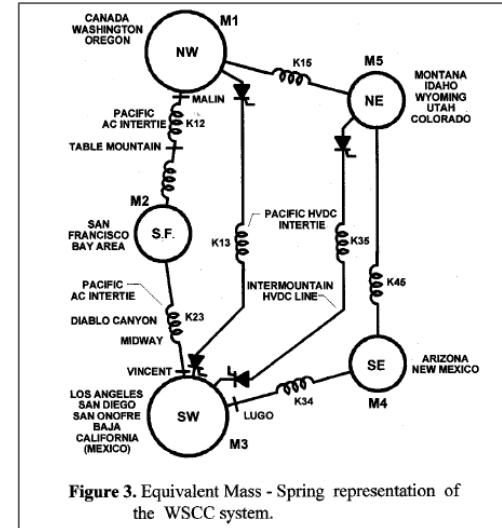 CANADA
WASHINGTON
OREGON
M1
NW
K15
M5
NE
MONTANA
IDAHO
WYOMING
UTAH
COLORADO
MALIN
PACIFIC
AC INTERTIE
K12
TABLE MOUNTAIN
M2
S.F.
SAN
FRANCISCO
BAY AREA
K13
PACIFIC HVDC
INTERTIE
K35
K45
PACIFIC
AC INTERTIE
INTERMOUNTAIN
HVDC LINE
K23
DIABLO CANYON
MIDWAY
VINCENT
SE
ARIZONA
NEW MEXICO
M4
K34
LOS ANGELES
SAN DIEGO
SAN ONOFRE
BAJA
CALIFORNIA
(MEXICO)
SW
LUGO
M3
Figure 3. Equivalent Mass - Spring representation of
the WSCC system.